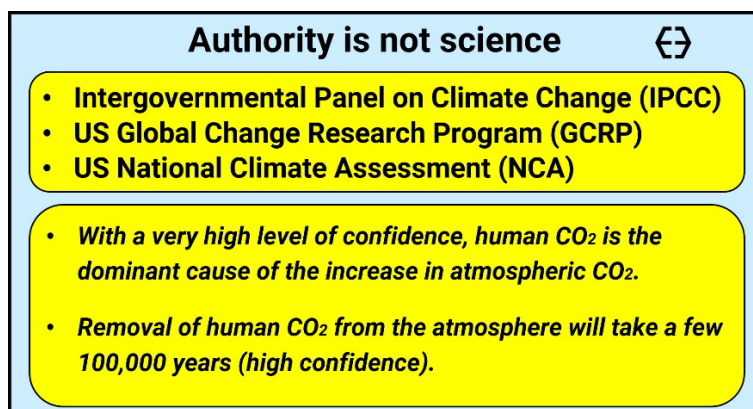 Authority is not science
• Intergovernmental Panel on Climate Change (IPCC)
• US Global Change Research Program (GCRP)
• US National Climate Assessment (NCA)
• With a very high level of confidence, human CO₂ is the
dominant cause of the increase in atmospheric CO₂.
• Removal of human CO₂ from the atmosphere will take a few
100,000 years (high confidence).